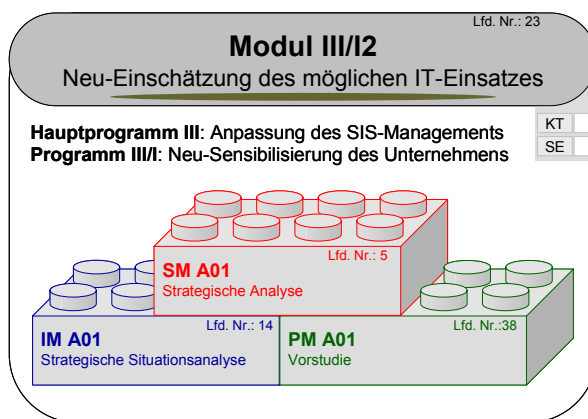 Lfd. Nr.: 23
Modul III/I2
Neu-Einschätzung des möglichen IT-Einsatzes
Hauptprogramm III: Anpassung des SIS-Managements
Programm III/I: Neu-Sensibilisierung des Unternehmens
KT
SE
Lfd. Nr.: 5
SM A01
Strategische Analyse
Lfd. Nr.: 14
IM A01
Strategische Situationsanalyse
Lfd. Nr.:38
PM A01
Vorstudie